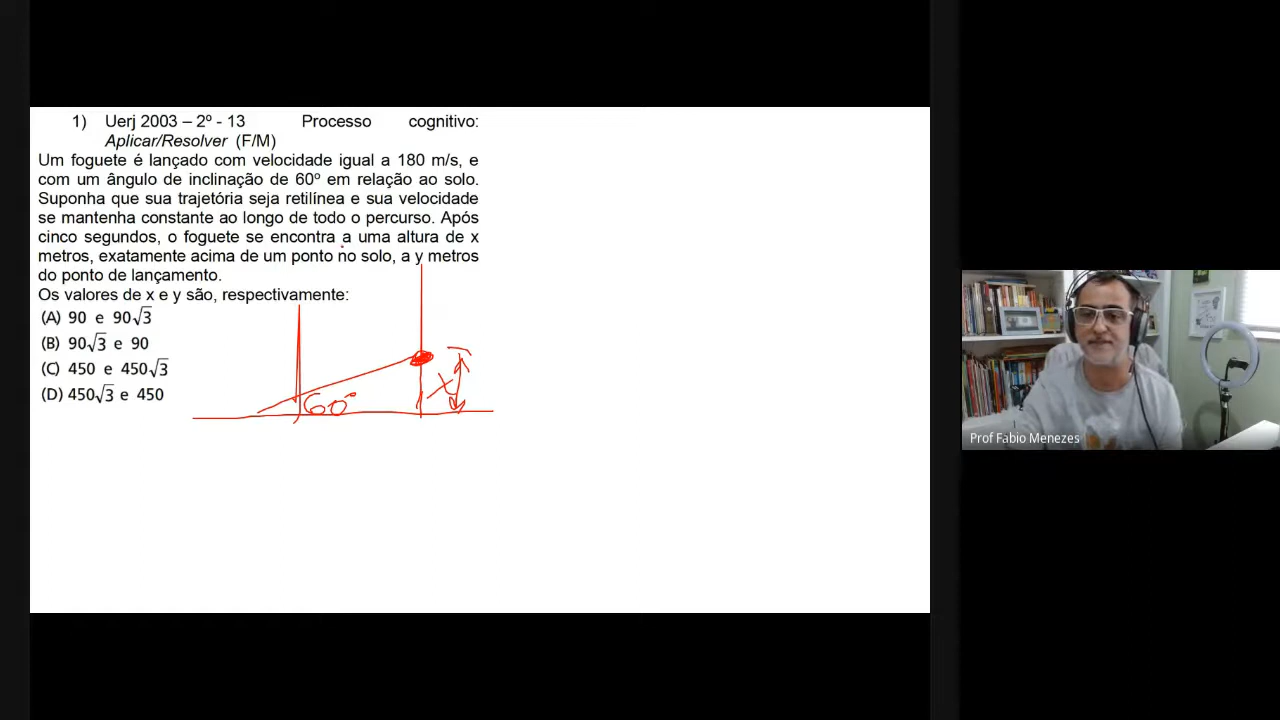 1) Uerj 2003 – 2º - 13 Processo cognitivo:
Aplicar/Resolver (F/M)
Um foguete é lançado com velocidade igual a 180 m/s, e
com um ângulo de inclinação de 60º em relação ao solo.
Suponha que sua trajetória seja retilínea e sua velocidade
se mantenha constante ao longo de todo o percurso. Após
cinco segundos, o foguete se encontra a uma altura de x
metros, exatamente acima de um ponto no solo, a y metros
do ponto de lançamento.
Os valores de x e y são, respectivamente:
(A) 90 e 90√3
(B) 90√3 e 90
(C) 450 e 450√3
(D) 450√3 e 450
60°
x
Prof Fabio Menezes